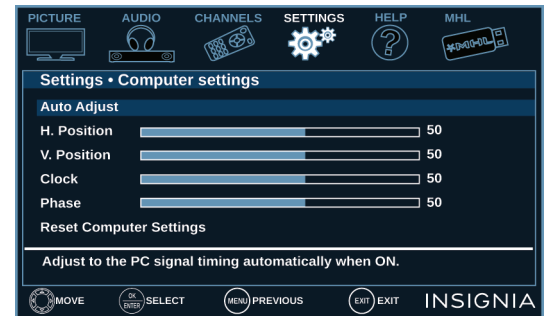 PICTURE AUDIO CHANNELS SETTINGS HELP MHL
MHL
Settings • Computer settings
Auto Adjust
H. Position 50
V. Position 50
Clock 50
Phase 50
Reset Computer Settings
Adjust to the PC signal timing automatically when ON.
MOVE OK ENTER SELECT MENU PREVIOUS EXIT EXIT INSIGNIA